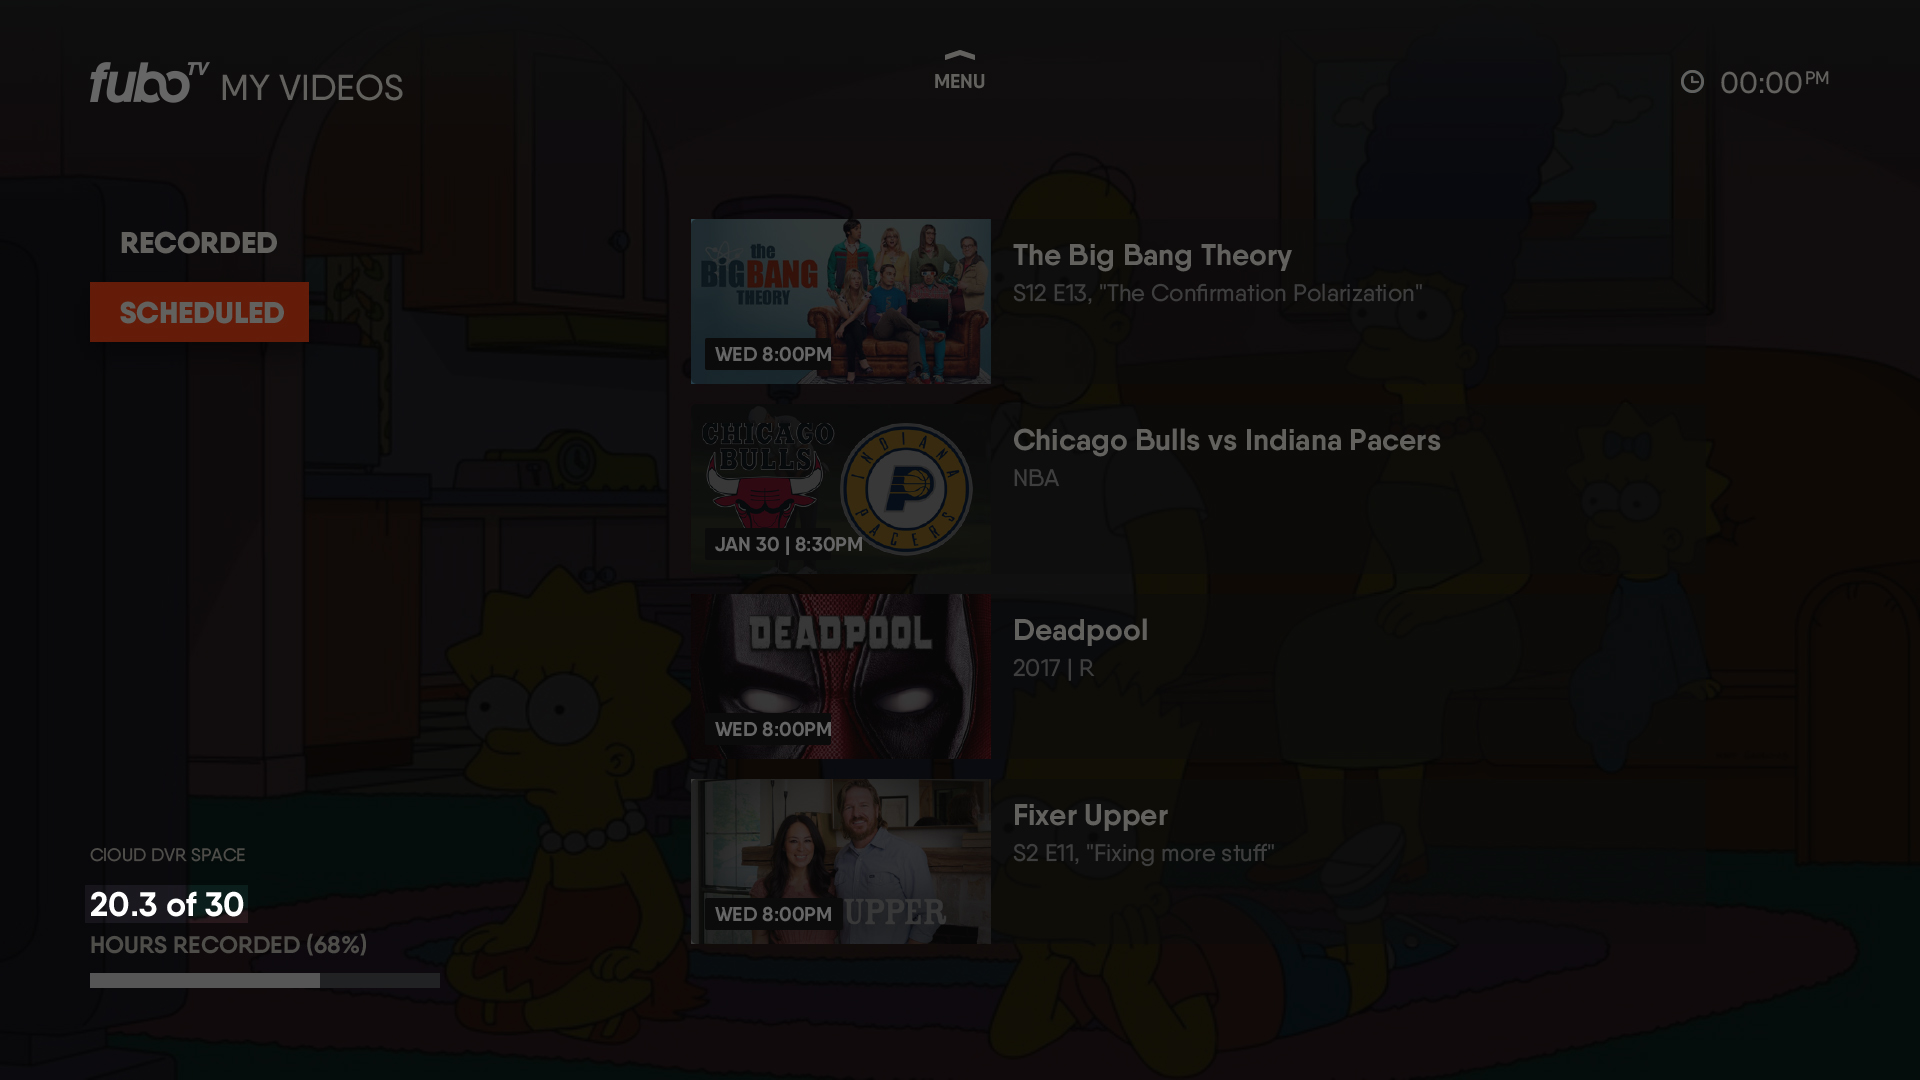 fuboTV MY VIDEOS
MENU
00:00PM
RECORDED
SCHEDULED
the
BiG BANG
THEORY
WED 8:00PM
The Big Bang Theory
S12 E13, "The Confirmation Polarization"
CHICAGO
BULLS
INDIANA
PACERS
JAN 30 | 8:30PM
Chicago Bulls vs Indiana Pacers
NBA
DEADPOOL
WED 8:00PM
Deadpool
2017 | R
UPPER
WED 8:00PM
Fixer Upper
S2 E11, "Fixing more stuff"
ClOUD DVR SPACE
20.3 of 30
HOURS RECORDED (68%)